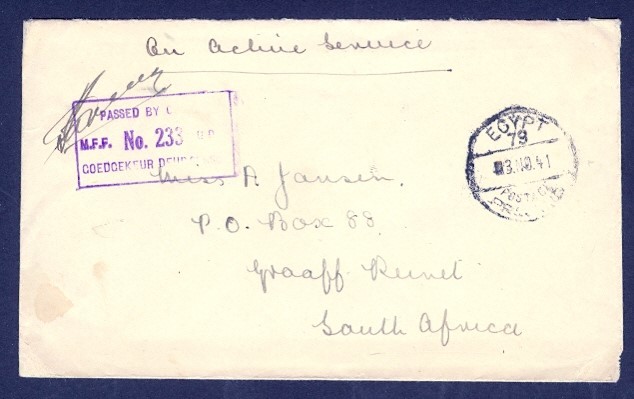 On Active Service
PASSED BY C
M.F.F. No. 233 U.D.
GOEDGEKEUR DEUR
Miss A. Jansen.
P.O. Box 88.
Graaff Reinet
South Africa
EGYPT
79
3. .41
POSTAGE
PREPAID